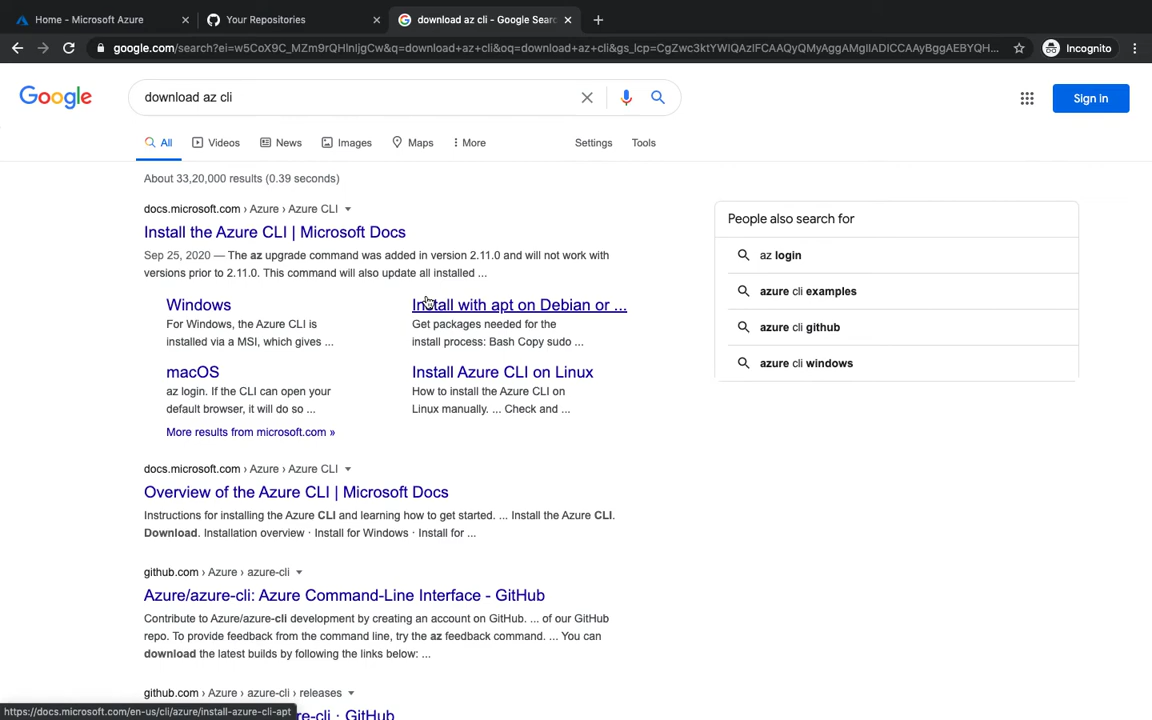 Home - Microsoft Azure
Your Repositories
download az cli - Google Searc
google.com/search?ei=w5CoX9C_MZm9rQHlnIjgCw&q=download+az+cli&oq=download+az+cli&gs_lcp=CgZwc3ktYWIQAzIFCAAQyQMyAggAMgIIADICCAAyBggAEBYQH...
Incognito
Google
download az cli
Sign in
All
Videos
News
Images
Maps
More
Settings
Tools
About 33,20,000 results (0.39 seconds)
docs.microsoft.com › Azure › Azure CLI
Install the Azure CLI | Microsoft Docs
Sep 25, 2020 — The az upgrade command was added in version 2.11.0 and will not work with
versions prior to 2.11.0. This command will also update all installed ...
Windows
For Windows, the Azure CLI is
installed via a MSI, which gives ...
Install with apt on Debian or ...
Get packages needed for the
install process: Bash Copy sudo ...
macOS
az login. If the CLI can open your
default browser, it will do so ...
Install Azure CLI on Linux
How to install the Azure CLI on
Linux manually. ... Check and ...
More results from microsoft.com »
docs.microsoft.com › Azure › Azure CLI
Overview of the Azure CLI | Microsoft Docs
Instructions for installing the Azure CLI and learning how to get started. ... Install the Azure CLI.
Download. Installation overview · Install for Windows · Install for ...
github.com › Azure › azure-cli
Azure/azure-cli: Azure Command-Line Interface - GitHub
Contribute to Azure/azure-cli development by creating an account on GitHub. ... of our GitHub
repo. To provide feedback from the command line, try the az feedback command. ... You can
download the latest builds by following the links below: ...
github.com › Azure › azure-cli › releases
re-cli · GitHub
People also search for
az login
azure cli examples
azure cli github
azure cli windows
https://docs.microsoft.com/en-us/cli/azure/install-azure-cli-apt